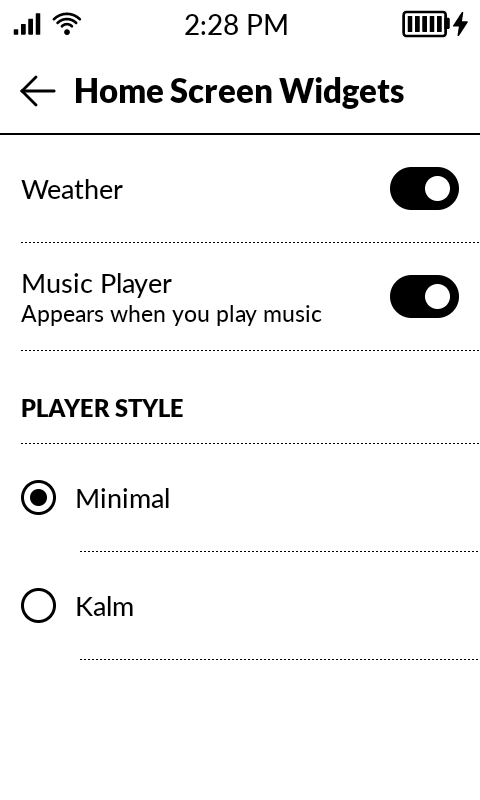 2:28 PM
Home Screen Widgets
Weather
Music Player
Appears when you play music
PLAYER STYLE
Minimal
Kalm